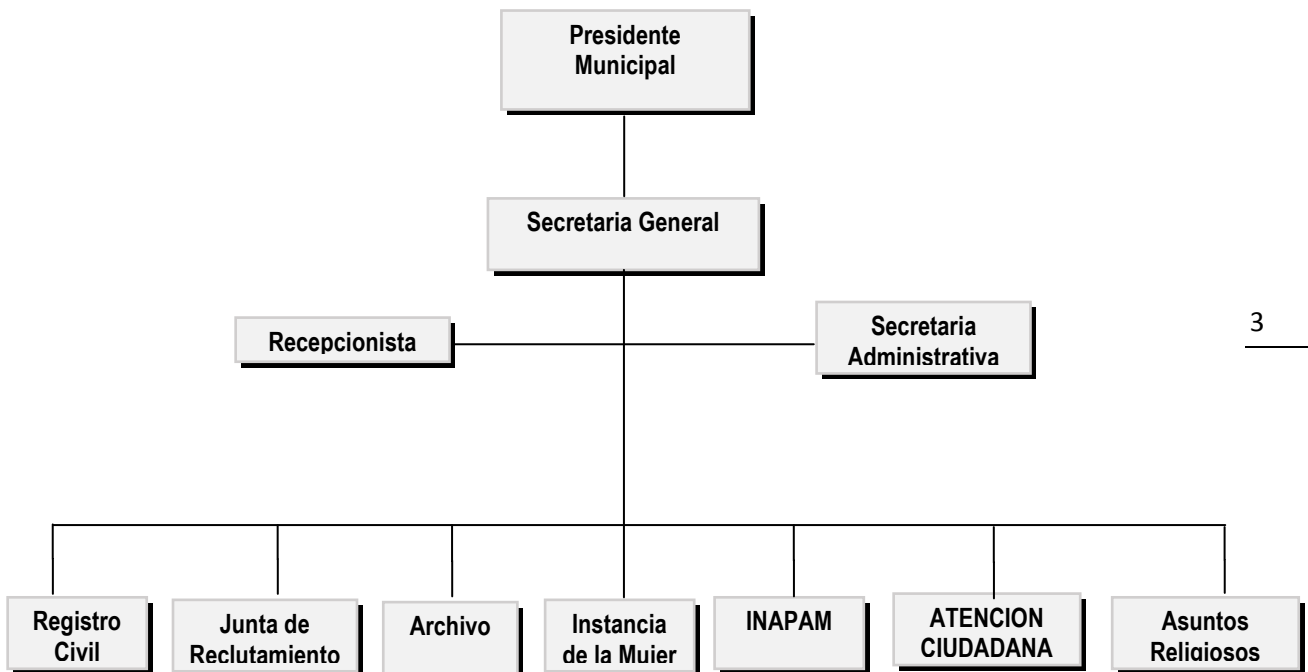 Presidente
Municipal
Secretaria General
Recepcionista
Secretaria
Administrativa
3
Registro
Civil
Junta de
Reclutamiento
Archivo
Instancia
de la Mujer
INAPAM
ATENCION
CIUDADANA
Asuntos
Religiosos